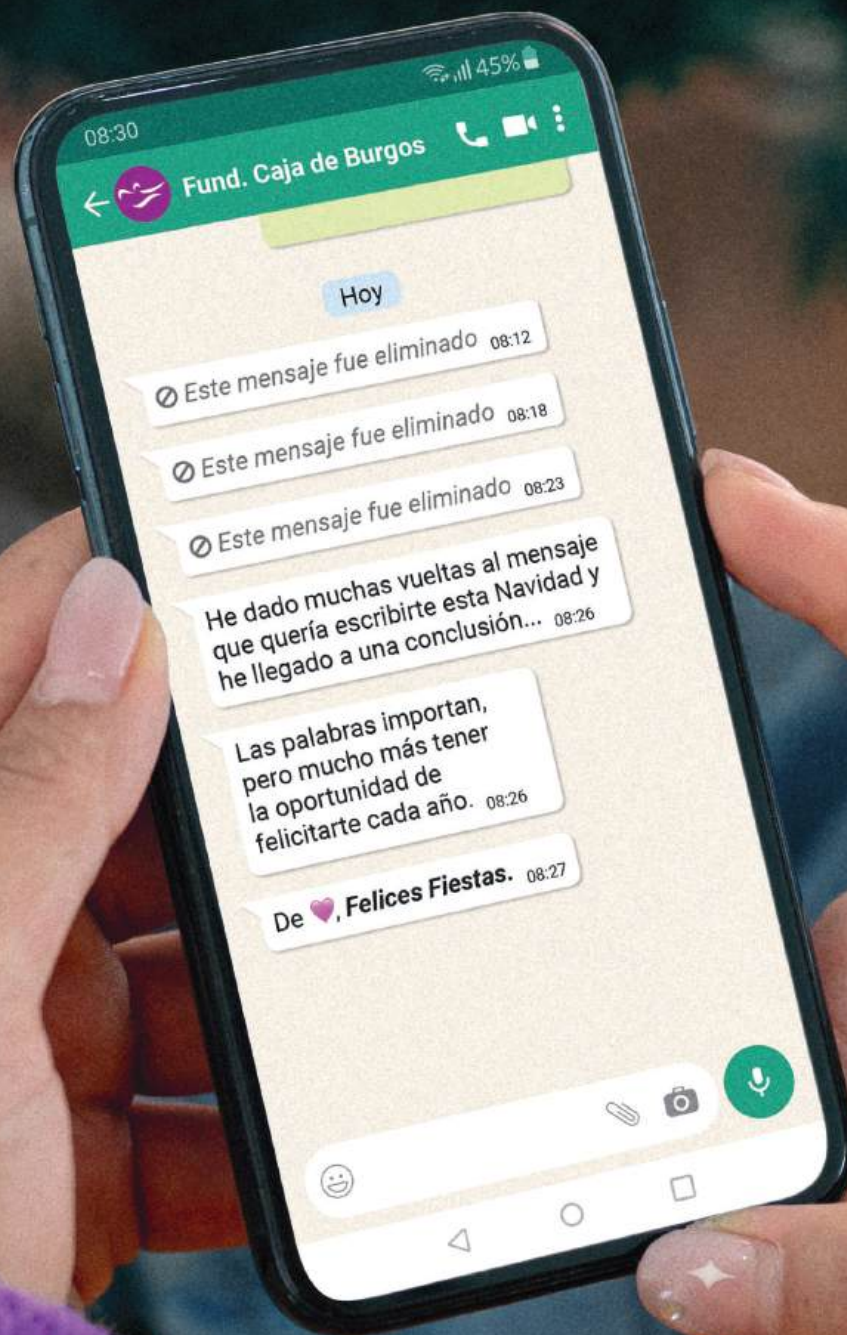 08:30
45%
Fund. Caja de Burgos
Hoy
Este mensaje fue eliminado 08:12
Este mensaje fue eliminado 08:18
Este mensaje fue eliminado 08:23
He dado muchas vueltas al mensaje
que quería escribirte esta Navidad y
he llegado a una conclusión... 08:26
Las palabras importan,
pero mucho más tener
la oportunidad de
felicitarte cada año. 08:26
De 💜, Felices Fiestas. 08:27